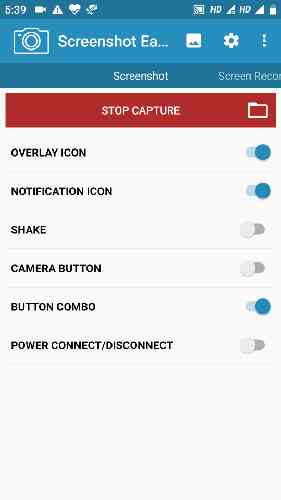 5:39 HD HD
Screenshot Ea...
Screenshot Screen Recor
STOP CAPTURE
OVERLAY ICON
NOTIFICATION ICON
SHAKE
CAMERA BUTTON
BUTTON COMBO
POWER CONNECT/DISCONNECT